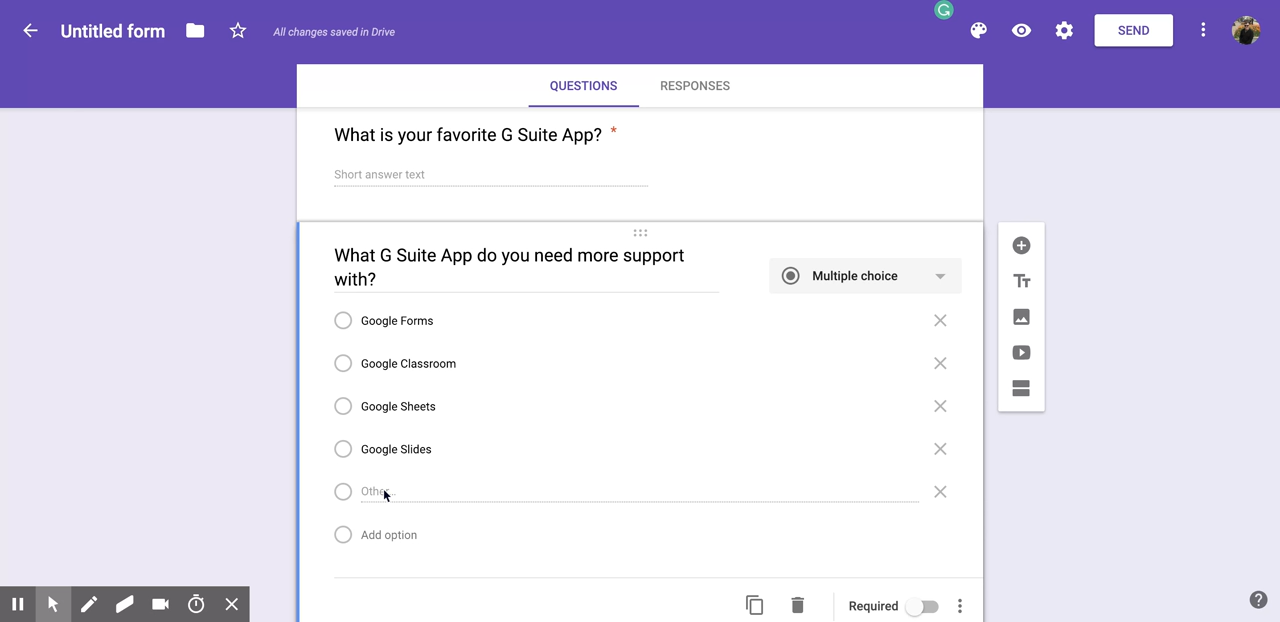 Untitled form
All changes saved in Drive
SEND
QUESTIONS
RESPONSES
What is your favorite G Suite App? *
Short answer text
What G Suite App do you need more support
with?
Multiple choice
Google Forms
Google Classroom
Google Sheets
Google Slides
Other...
Add option
Required